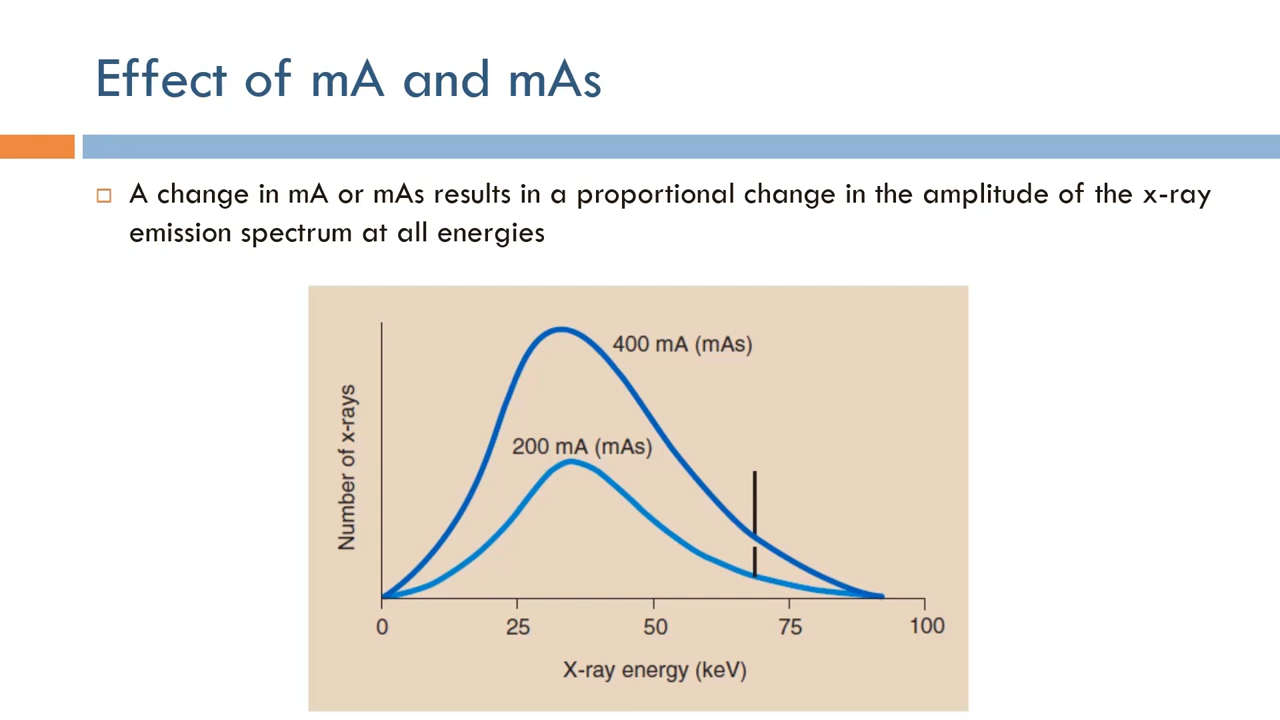 Effect of mA and mAs
A change in mA or mAs results in a proportional change in the amplitude of the x-ray
emission spectrum at all energies
400 mA (mAs)
200 mA (mAs)
Number of x-rays
0 25 50 75 100
X-ray energy (keV)